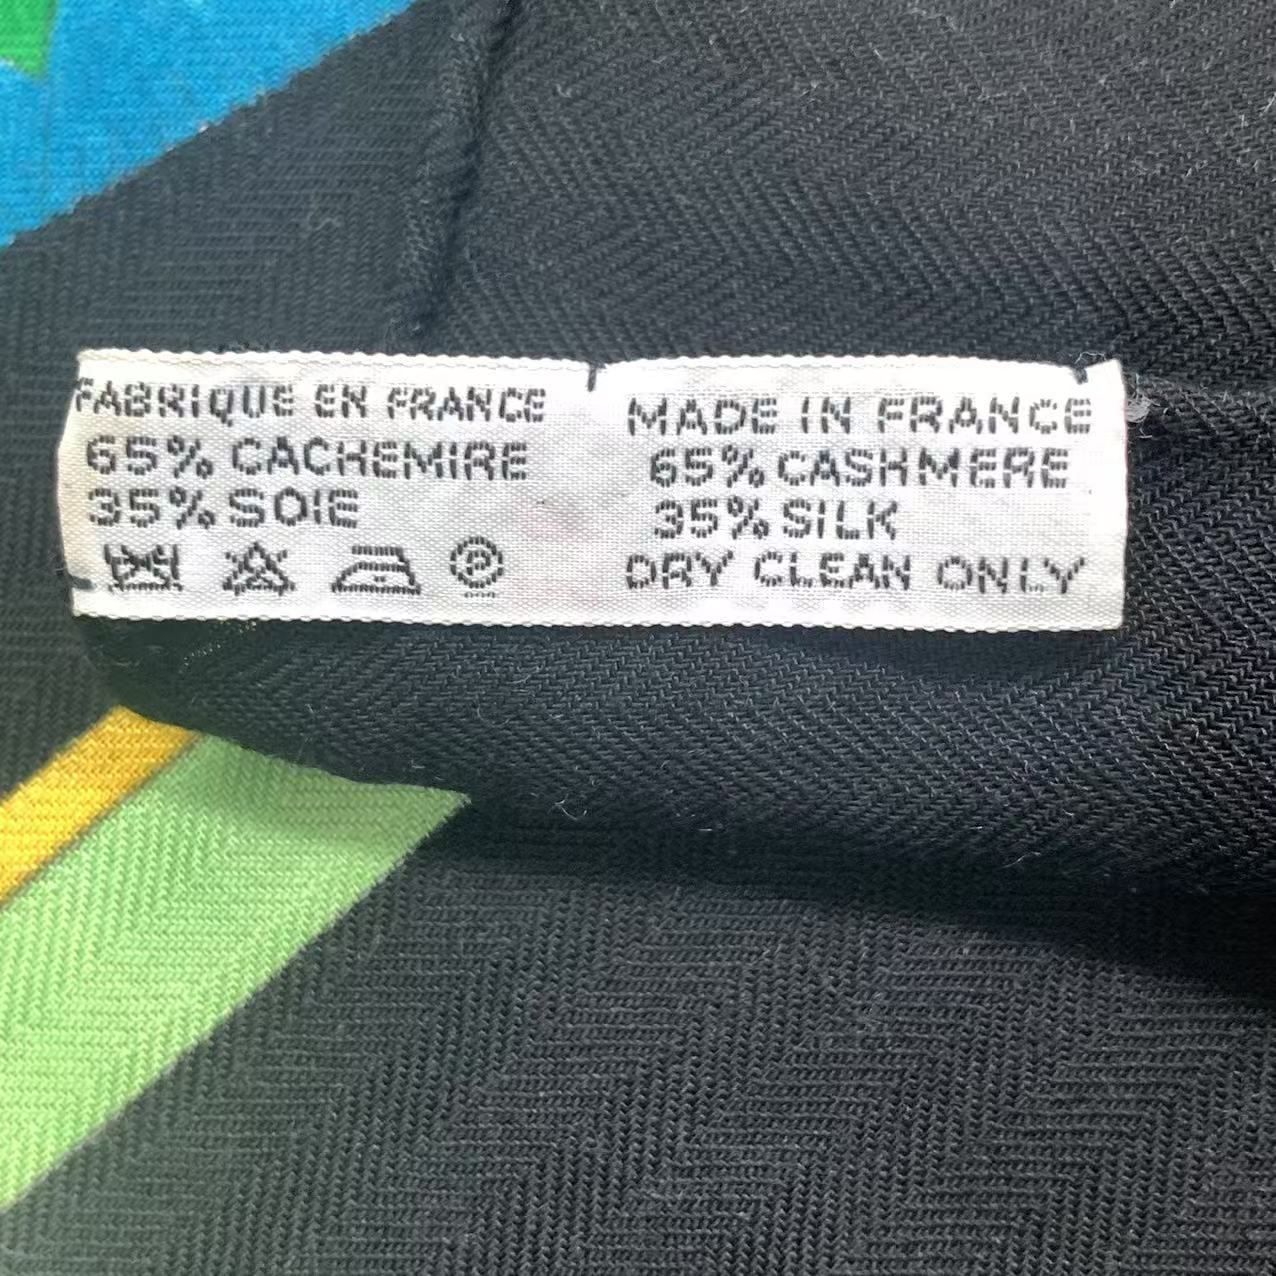 FABRIQUE EN FRANCE
65% CACHEMIRE
35% SOIE
P
MADE IN FRANCE
65% CASHMERE
35% SILK
DRY CLEAN ONLY